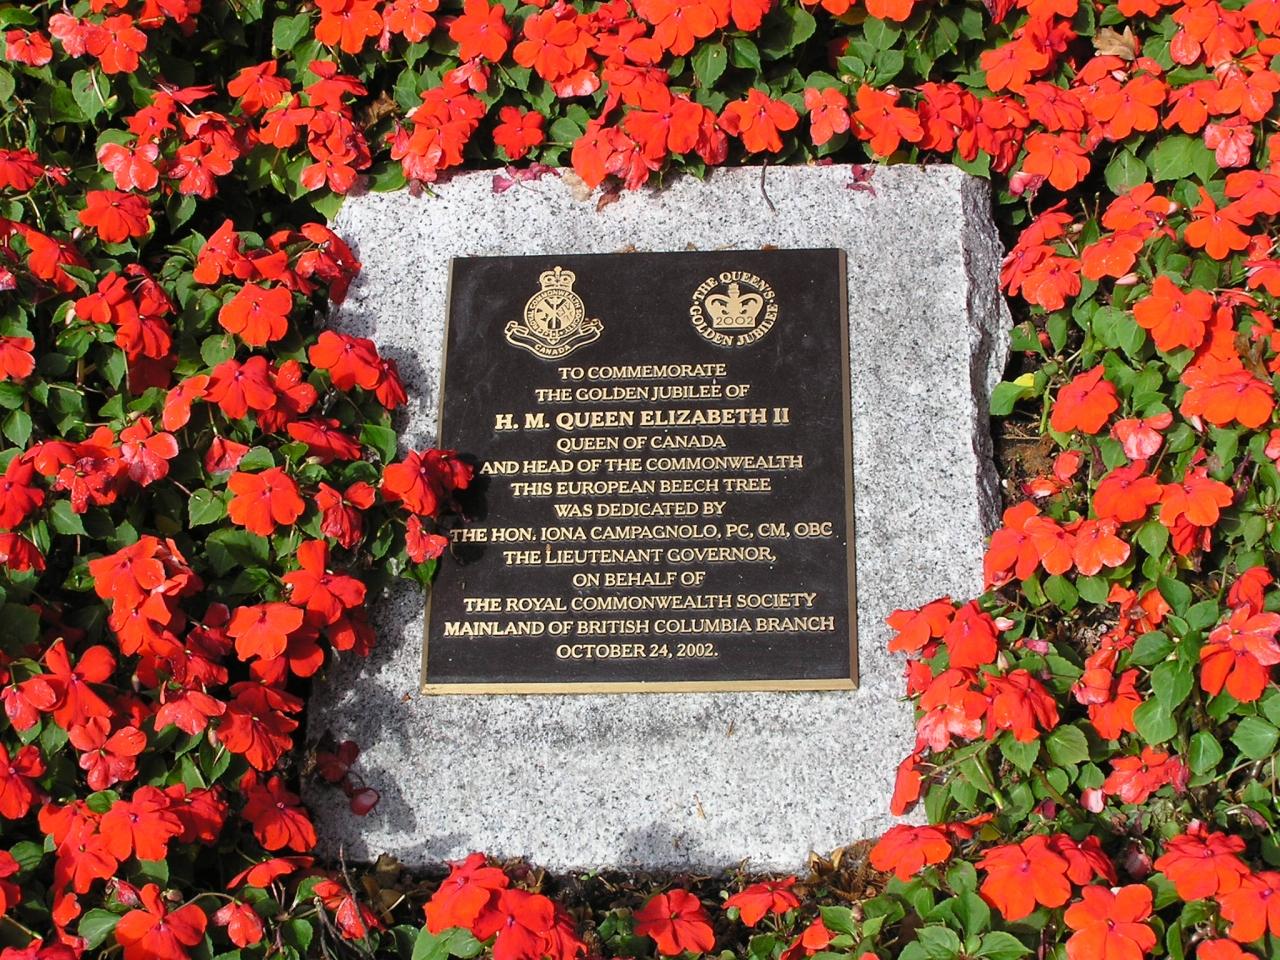 COMMONWEALTH
CANADA
THE QUEEN'S
2002
GOLDEN JUBILEE
TO COMMEMORATE
THE GOLDEN JUBILEE OF
H. M. QUEEN ELIZABETH II
QUEEN OF CANADA
AND HEAD OF THE COMMONWEALTH
THIS EUROPEAN BEECH TREE
WAS DEDICATED BY
THE HON. IONA CAMPAGNOLO, PC, CM, OBC
THE LIEUTENANT GOVERNOR,
ON BEHALF OF
THE ROYAL COMMONWEALTH SOCIETY
MAINLAND OF BRITISH COLUMBIA BRANCH
OCTOBER 24, 2002.